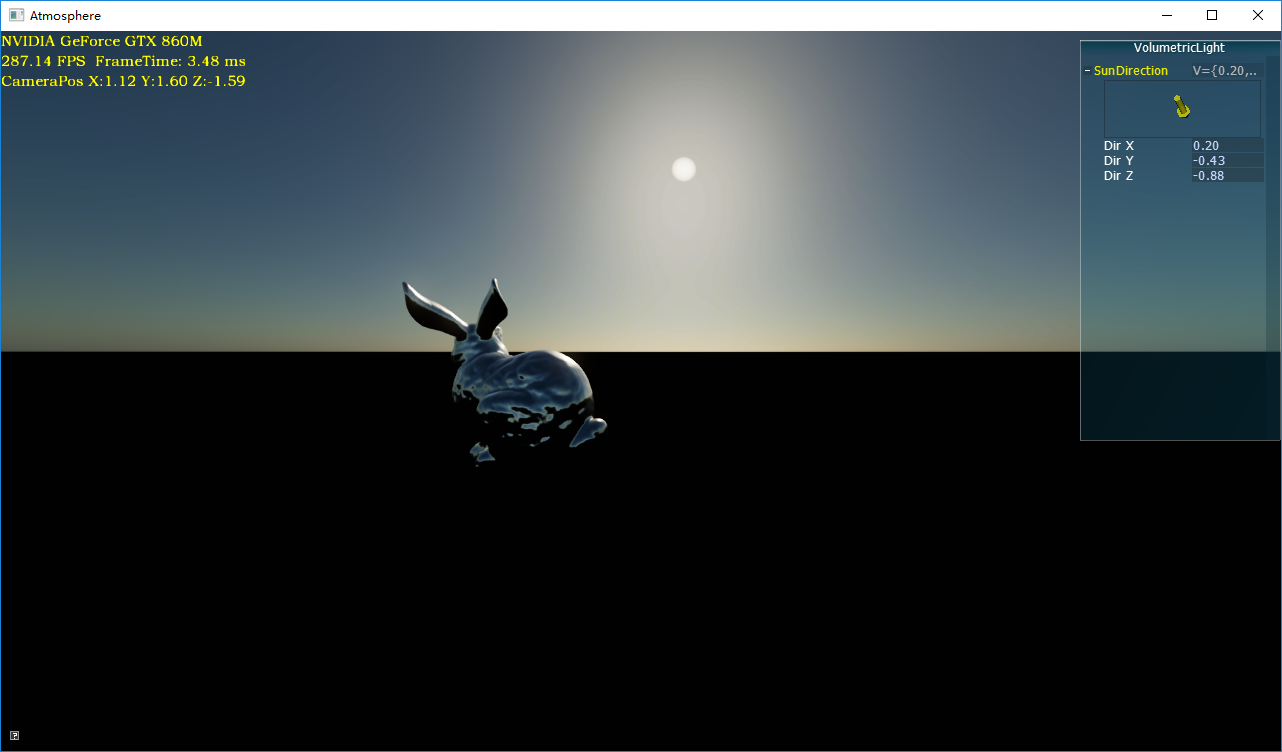 Atmosphere
NVIDIA GeForce GTX 860M
287.14 FPS FrameTime: 3.48 ms
CameraPos X:1.12 Y:1.60 Z:-1.59
VolumetricLight
SunDirection V={0.20,..
Dir X 0.20
Dir Y -0.43
Dir Z -0.88
?